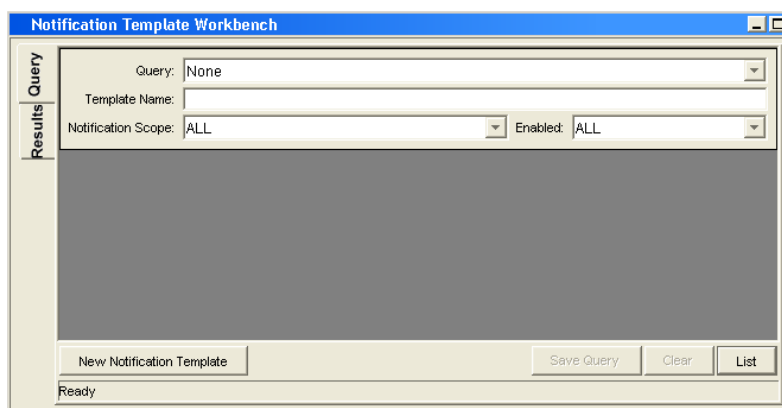 Notification Template Workbench
Query
Results
Query: None
Template Name:
Notification Scope: ALL Enabled: ALL
New Notification Template Save Query Clear List
Ready